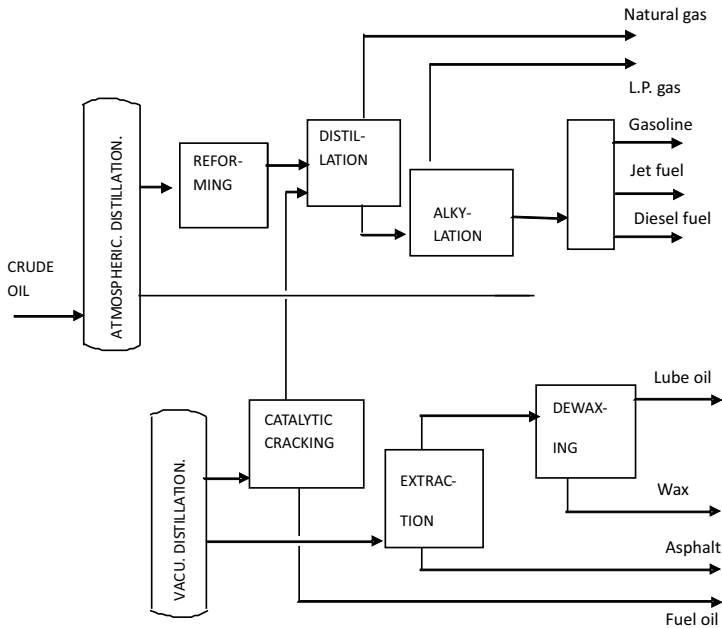 Natural gas
L.P. gas
Gasoline
Jet fuel
Diesel fuel
DISTIL-
LATION
REFOR-
MING
ALKY-
LATION
ATMOSPHERIC. DISTILLATION.
CRUDE
OIL
Lube oil
DEWAX-
ING
CATALYTIC
CRACKING
EXTRAC-
TION
VACU. DISTILLATION.
Wax
Asphalt
Fuel oil